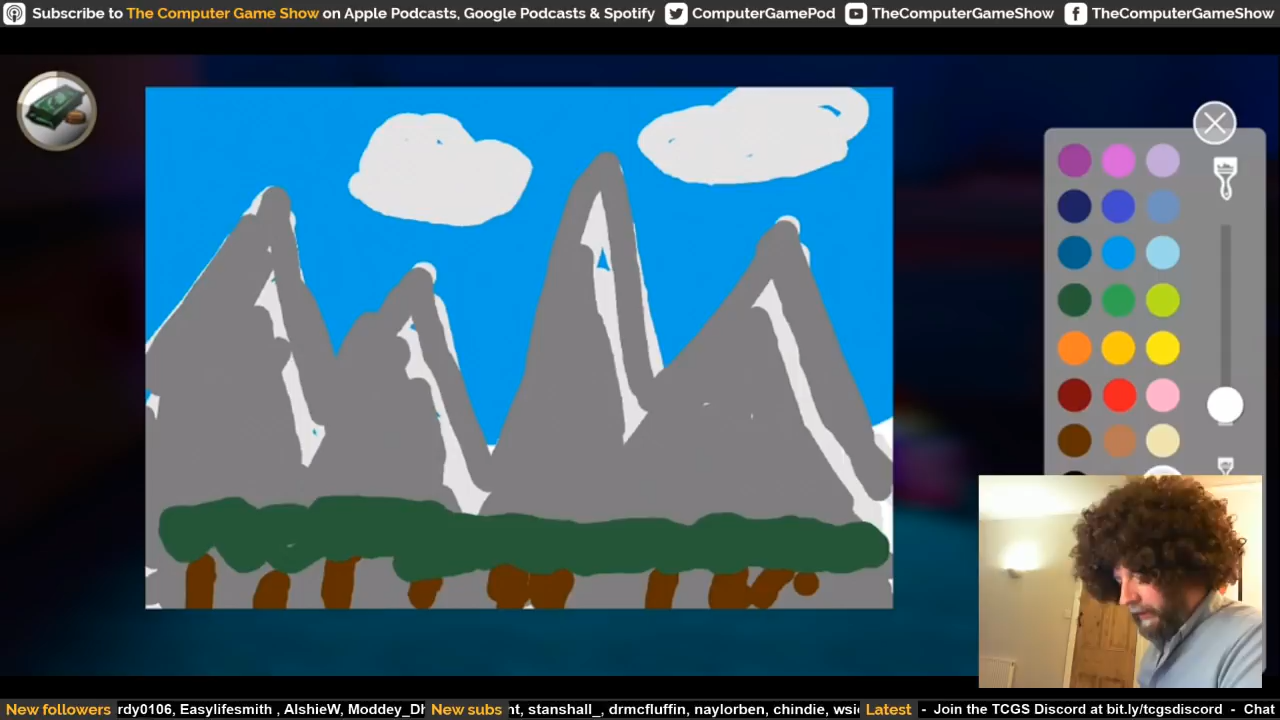 Subscribe to The Computer Game Show on Apple Podcasts, Google Podcasts & Spotify ComputerGamePod TheComputerGameShow TheComputerGameShow
New followers rdy0106, Easylifesmith , AlshieW, New subs stanshall_, drmcfluffin, naylorben, chindie, Latest - Join the TCGS Discord at bit.ly/tcgsdiscord - Chat